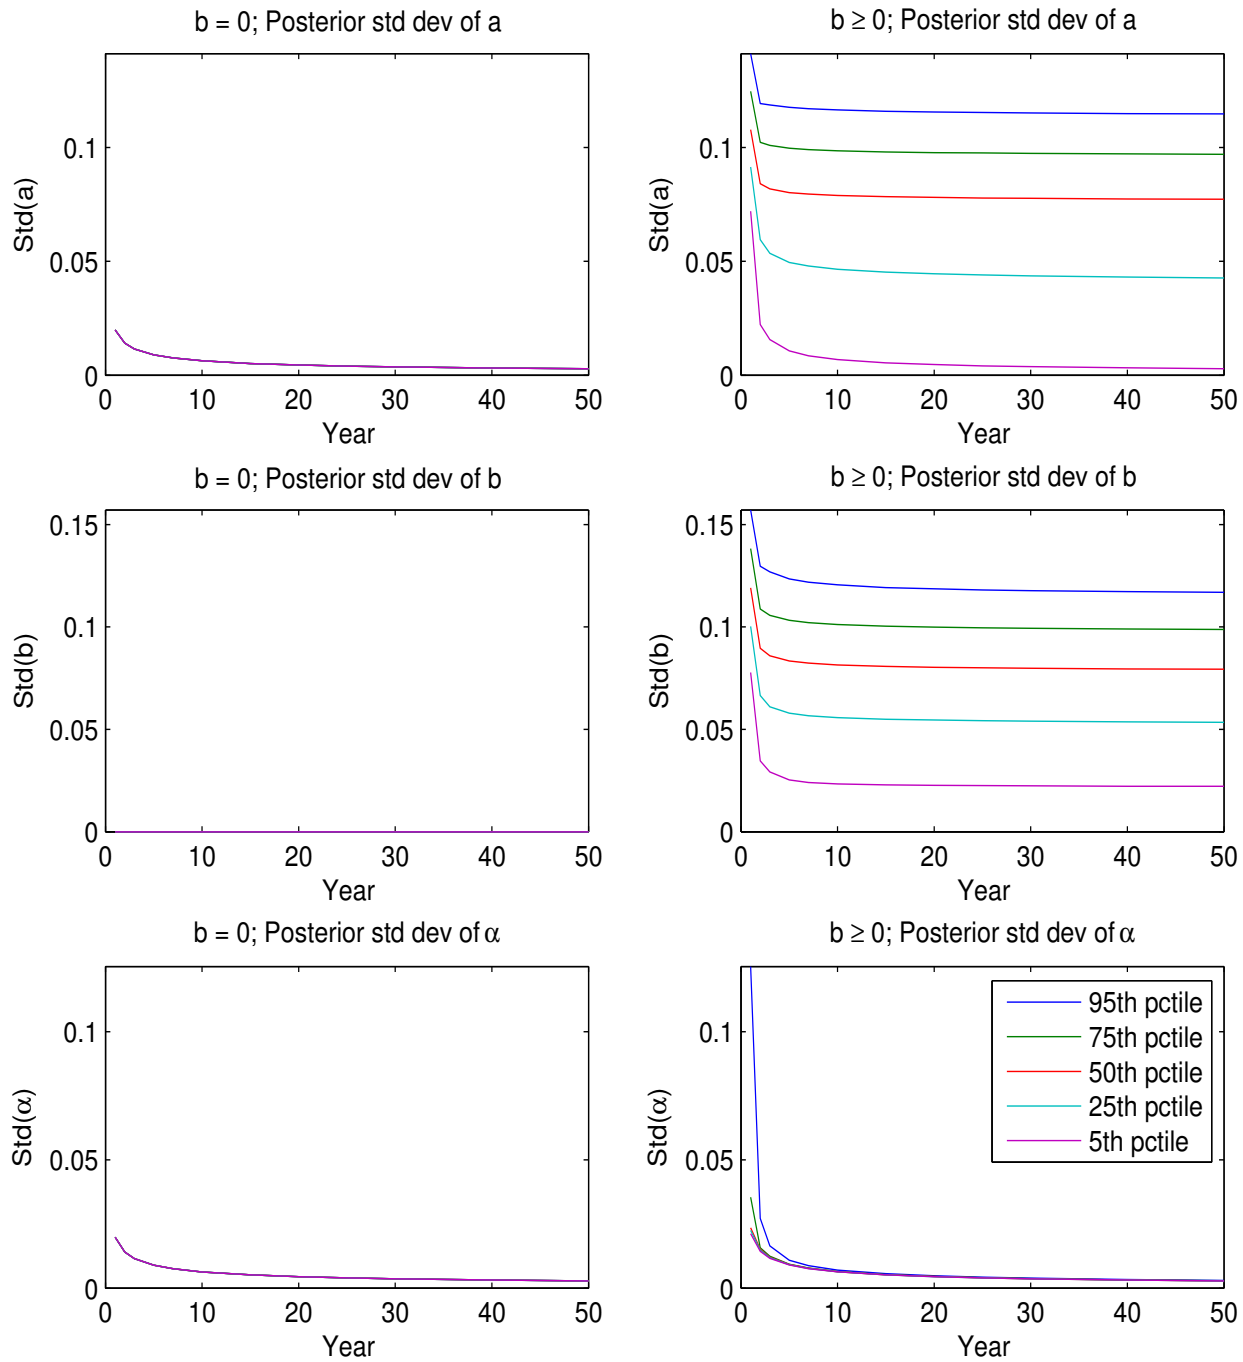 b = 0; Posterior std dev of a
0.1
0.05
0
Std(a)
0 10 20 30 40 50
Year
b ≥ 0; Posterior std dev of a
0.1
0.05
0
Std(a)
0 10 20 30 40 50
Year
b = 0; Posterior std dev of b
0.15
0.1
0.05
0
Std(b)
0 10 20 30 40 50
Year
b ≥ 0; Posterior std dev of b
0.15
0.1
0.05
0
Std(b)
0 10 20 30 40 50
Year
b = 0; Posterior std dev of α
0.1
0.05
0
Std(α)
0 10 20 30 40 50
Year
b ≥ 0; Posterior std dev of α
0.1
0.05
0
Std(α)
95th pctile
75th pctile
50th pctile
25th pctile
5th pctile
0 10 20 30 40 50
Year